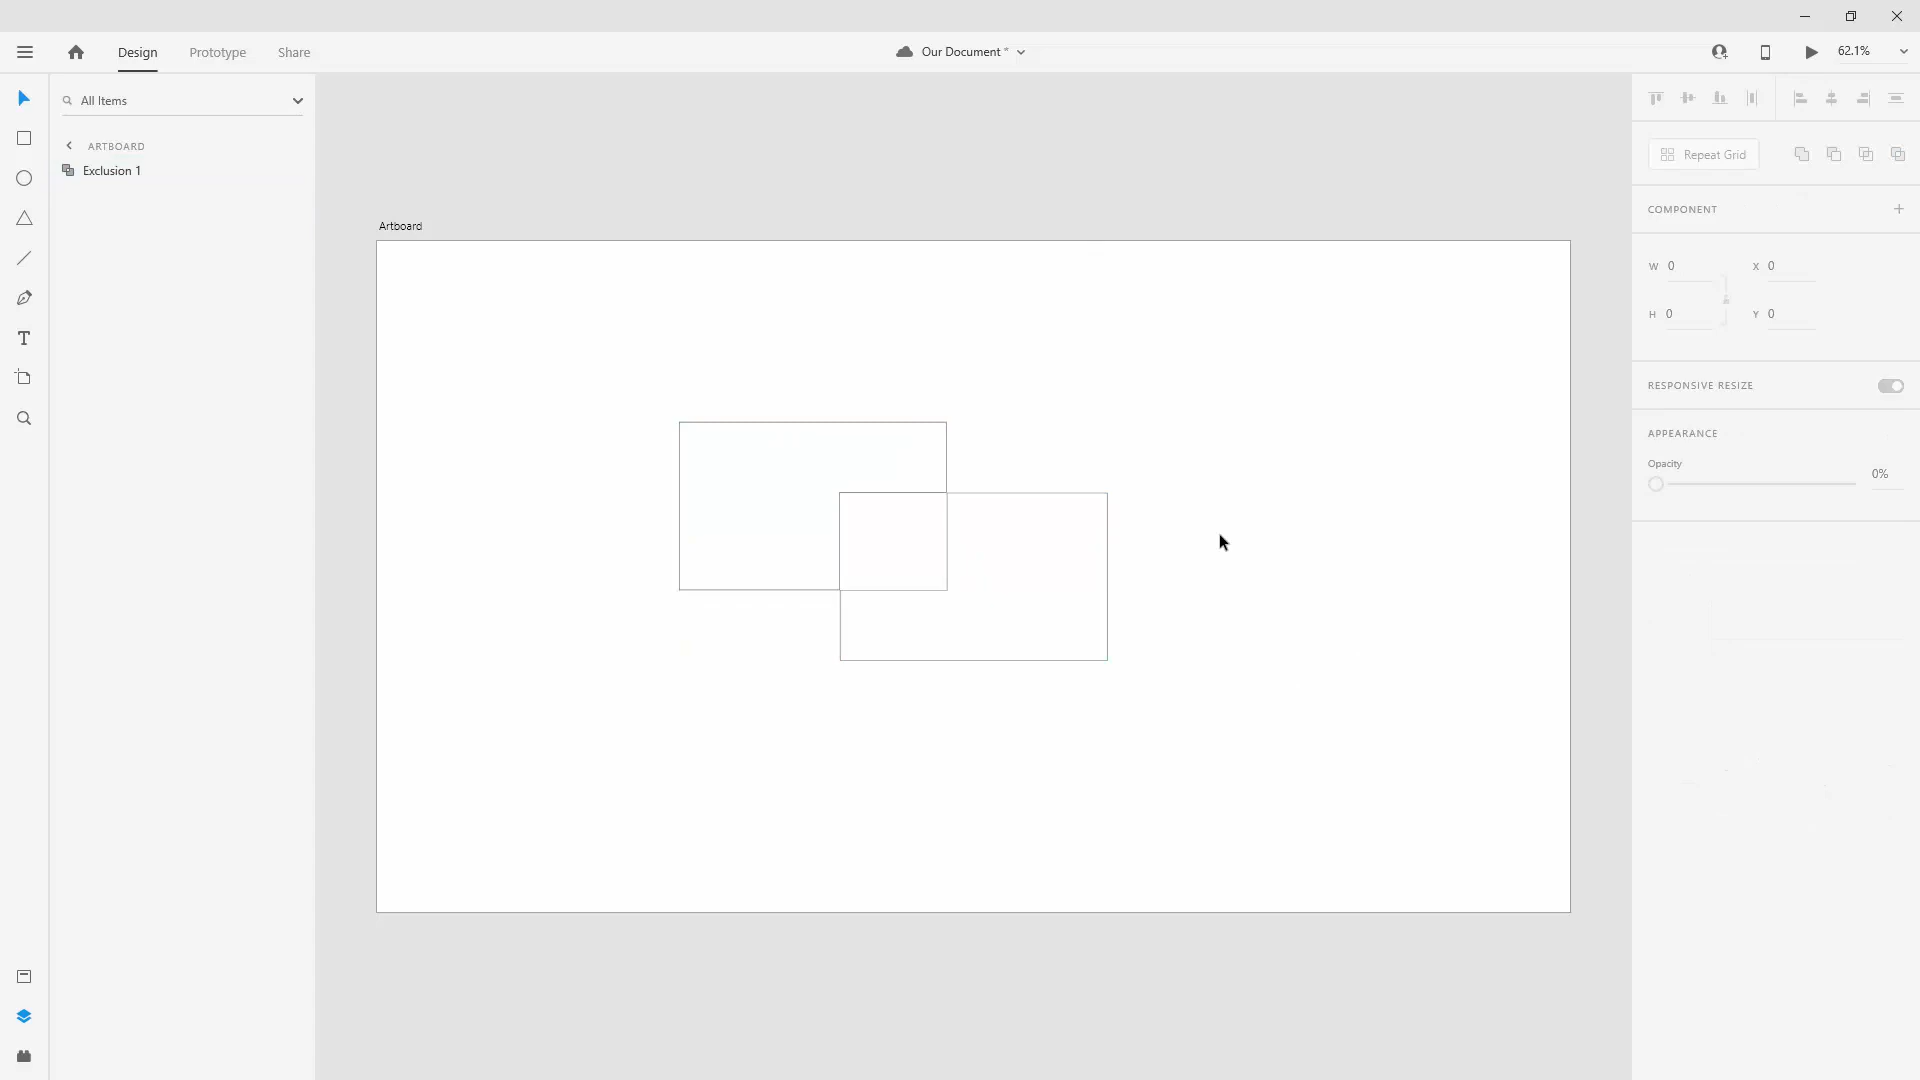 Design
Prototype
Share
Our Document *
62.1%
All Items
ARTBOARD
Exclusion 1
Artboard
Repeat Grid
COMPONENT
W 0
X 0
H 0
Y 0
RESPONSIVE RESIZE
APPEARANCE
Opacity
0%